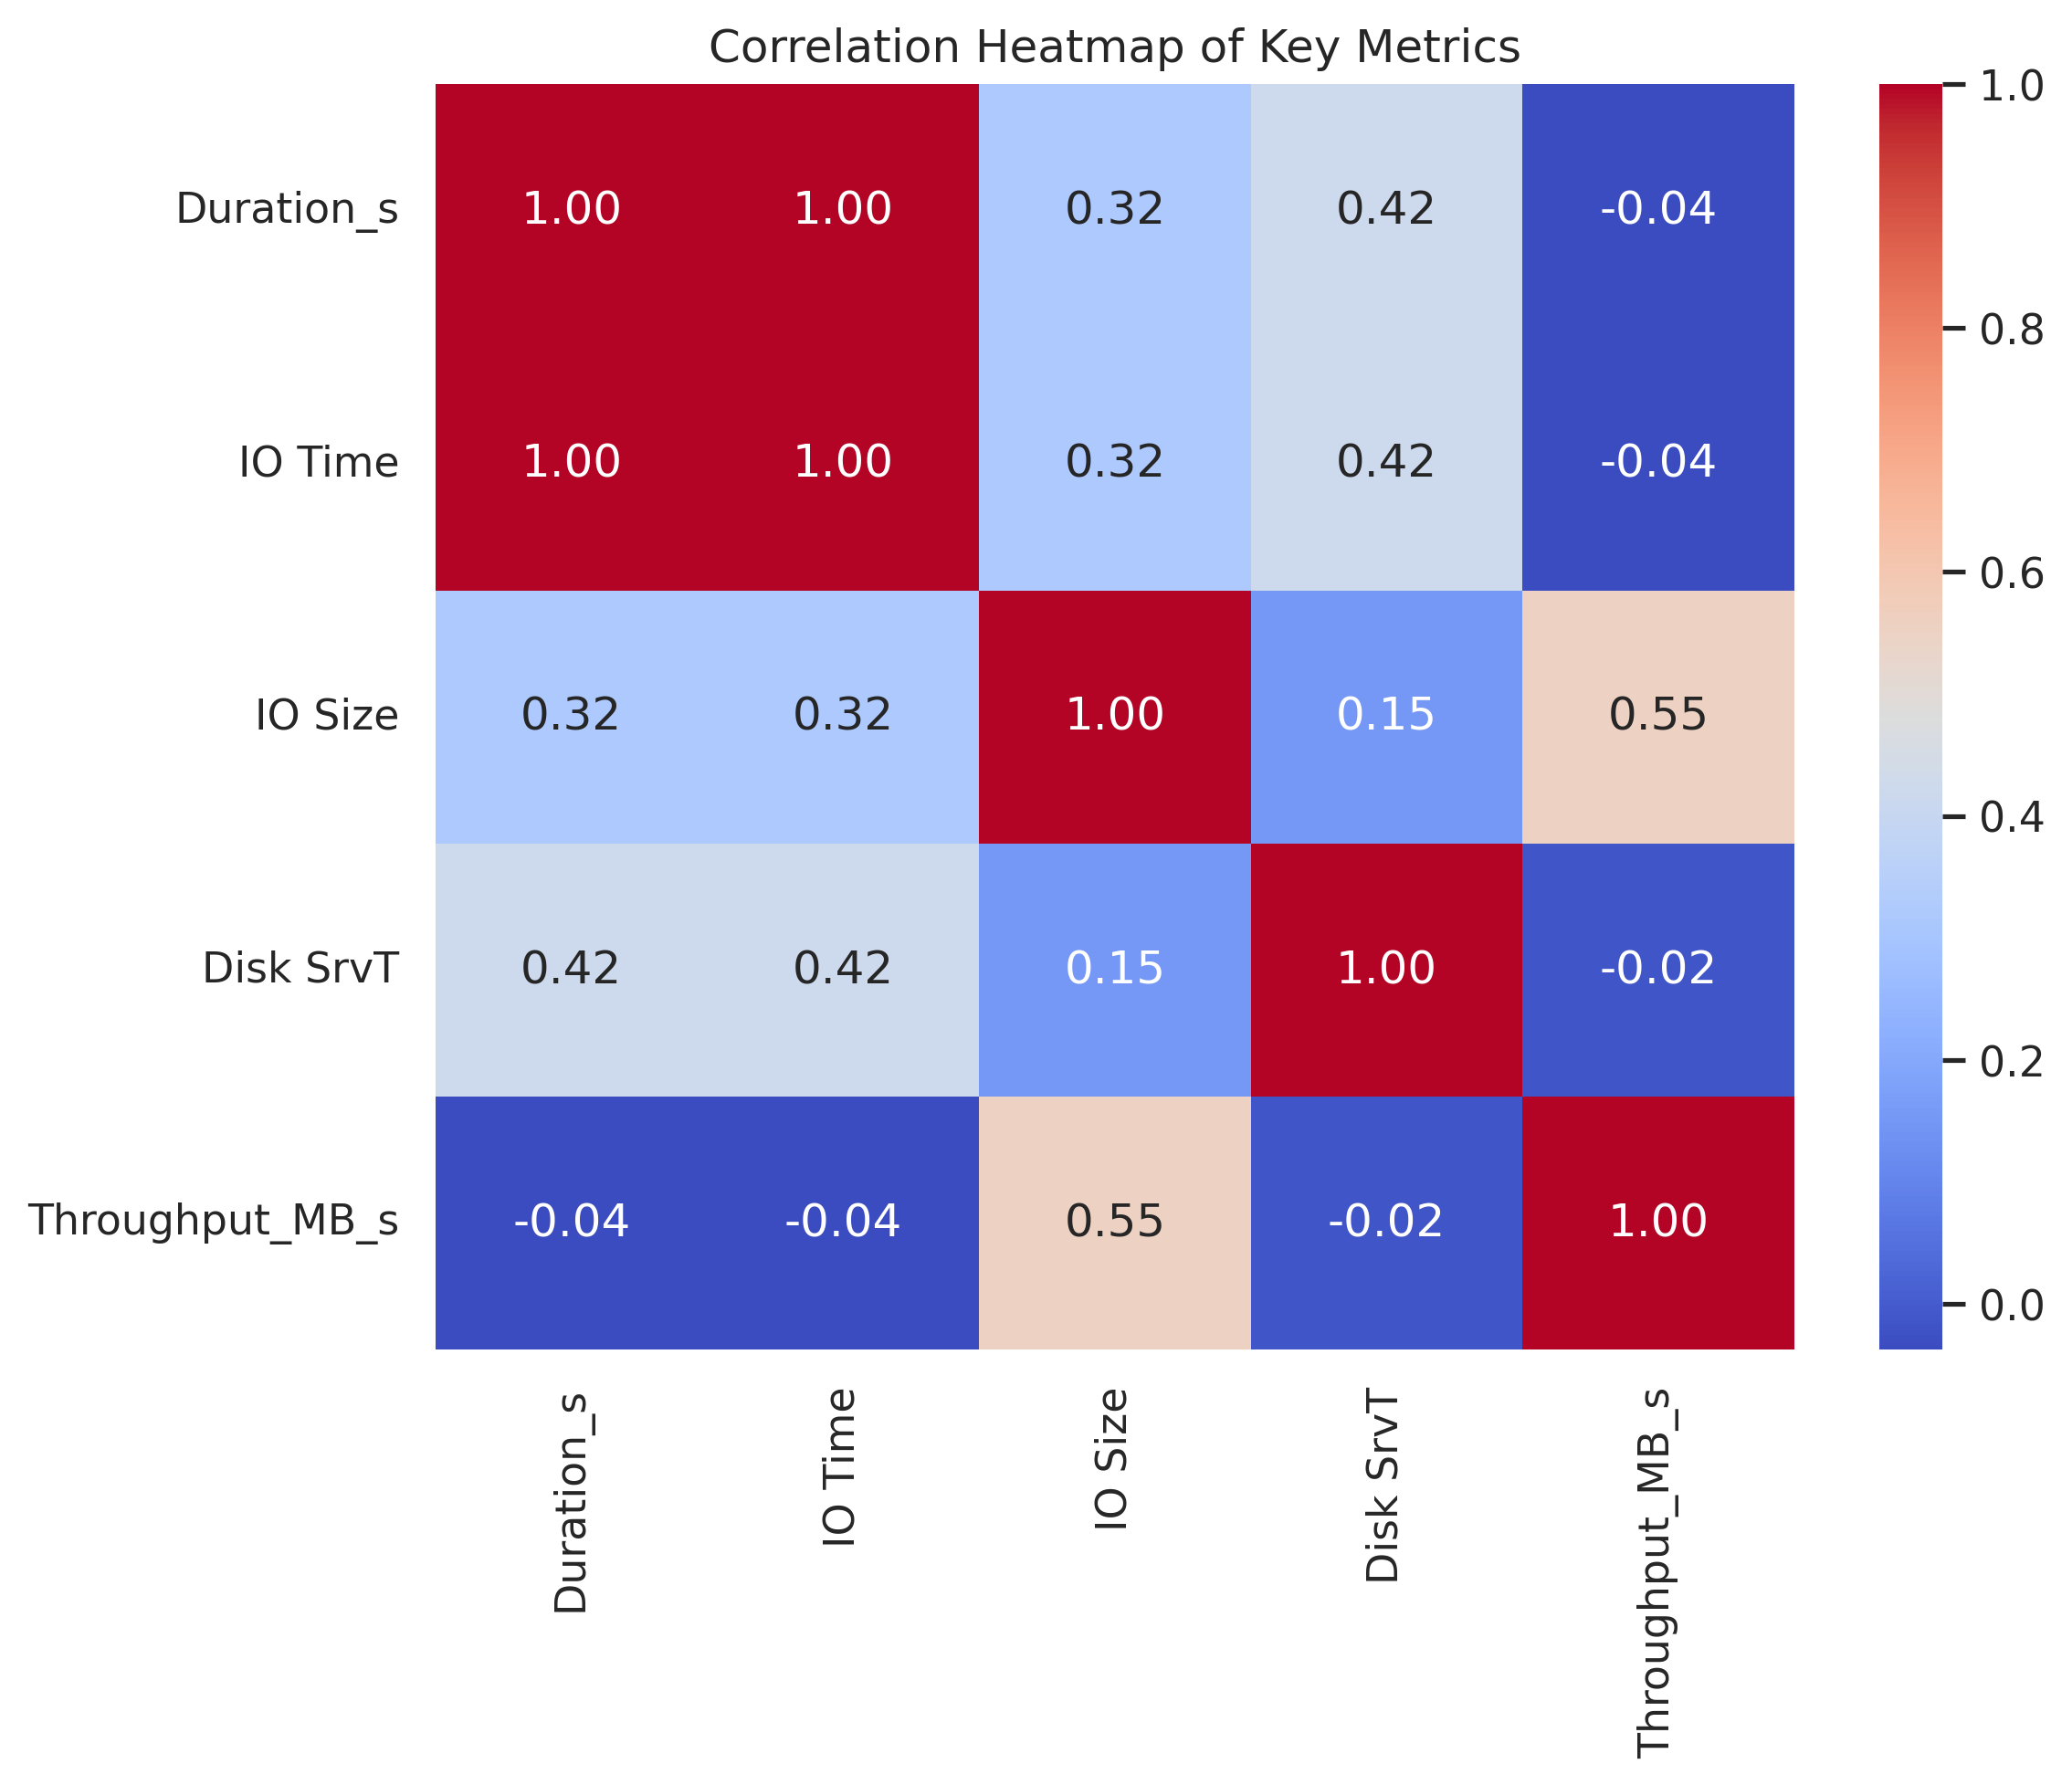 Correlation Heatmap of Key Metrics
Duration_s 1.00 1.00 0.32 0.42 -0.04
IO Time 1.00 1.00 0.32 0.42 -0.04
IO Size 0.32 0.32 1.00 0.15 0.55
Disk SrvT 0.42 0.42 0.15 1.00 -0.02
Throughput_MB_s -0.04 -0.04 0.55 -0.02 1.00
Duration_s
IO Time
IO Size
Disk SrvT
Throughput_MB_s
1.0
0.8
0.6
0.4
0.2
0.0